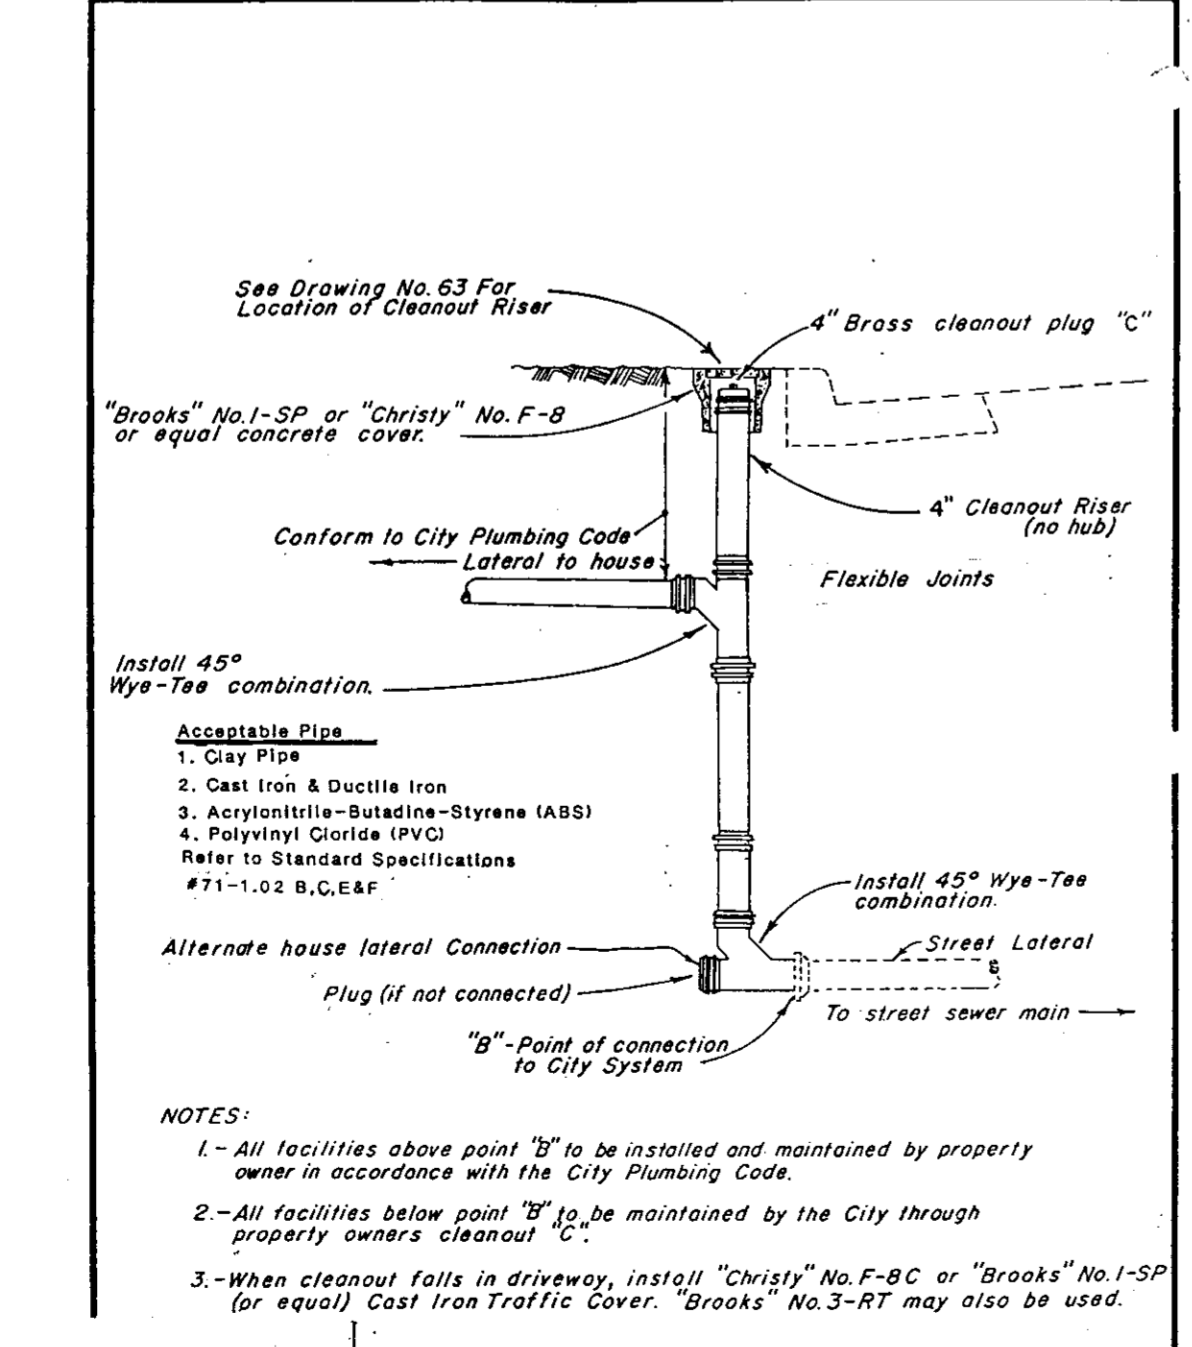 See Drawing No. 63 For
Location of Cleanout Riser
4" Brass cleanout plug "C"
"Brooks" No. 1-SP or "Christy" No. F-8
or equal concrete cover.
4" Cleanout Riser
(no hub)
Conform to City Plumbing Code
Lateral to house
Flexible Joints
Install 45°
Wye-Tee combination.
Acceptable Pipe
1. Clay Pipe
2. Cast Iron & Ductile Iron
3. Acrylonitrile-Butadine-Styrene (ABS)
4. Polyvinyl Cloride (PVC)
Refer to Standard Specifications
#71-1.02 B,C,E&F
Install 45° Wye-Tee
combination.
Alternate house lateral Connection
Street Lateral
Plug (if not connected)
To street sewer main
"B"-Point of connection
to City System
NOTES:
1.- All facilities above point "B" to be installed and maintained by property
owner in accordance with the City Plumbing Code.
2.-All facilities below point "B" to be maintained by the City through
property owners cleanout "C".
3.-When cleanout falls in driveway, install "Christy" No. F-8C or "Brooks" No. 1-SP
(or equal) Cast Iron Traffic Cover. "Brooks" No. 3-RT may also be used.